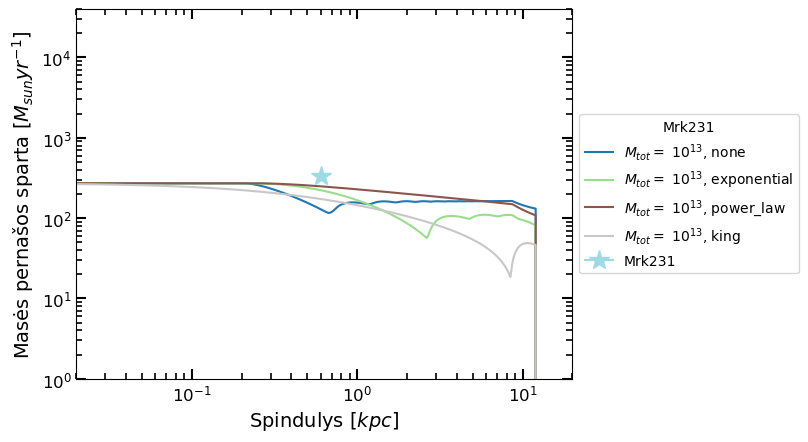 Masės pernašos sparta [$M_{sun}yr^{-1}$]
$10^4$
$10^3$
$10^2$
$10^1$
$10^0$
$10^{-1}$ $10^0$ $10^1$
Spindulys [$kpc$]
Mrk231
$M_{tot} = 10^{13}$, none
$M_{tot} = 10^{13}$, exponential
$M_{tot} = 10^{13}$, power_law
$M_{tot} = 10^{13}$, king
Mrk231